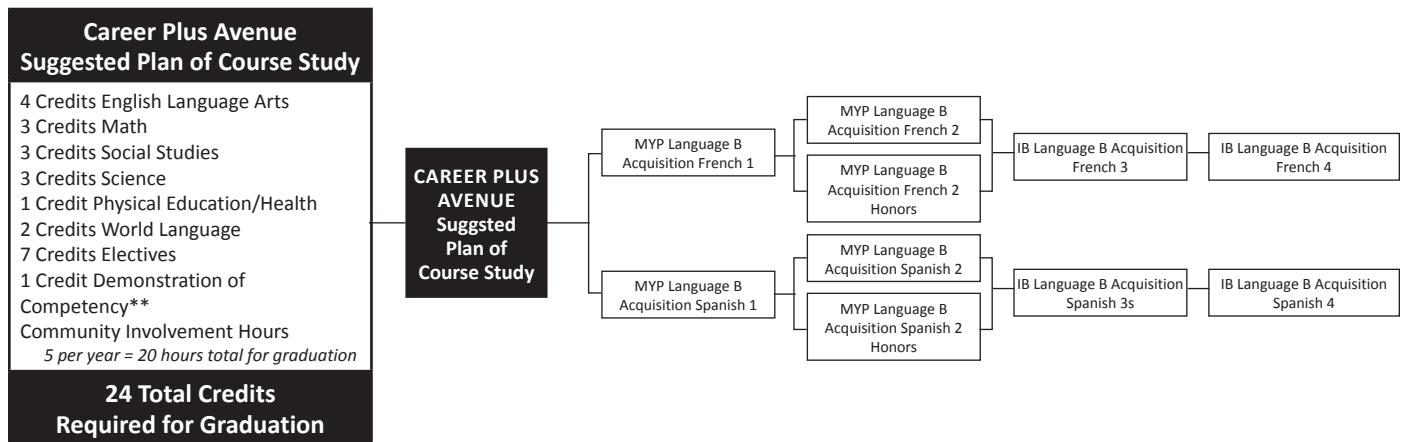 Career Plus Avenue
Suggested Plan of Course Study
4 Credits English Language Arts
3 Credits Math
3 Credits Social Studies
3 Credits Science
1 Credit Physical Education/Health
2 Credits World Language
7 Credits Electives
1 Credit Demonstration of
Competency**
Community Involvement Hours
5 per year = 20 hours total for graduation
24 Total Credits
Required for Graduation
CAREER PLUS
AVENUE
Suggsted
Plan of
Course Study
MYP Language B
Acquisition French 1
MYP Language B
Acquisition French 2
MYP Language B
Acquisition French 2
Honors
IB Language B Acquisition
French 3
IB Language B Acquisition
French 4
MYP Language B
Acquisition Spanish 1
MYP Language B
Acquisition Spanish 2
MYP Language B
Acquisition Spanish 2
Honors
IB Language B Acquisition
Spanish 3s
IB Language B Acquisition
Spanish 4